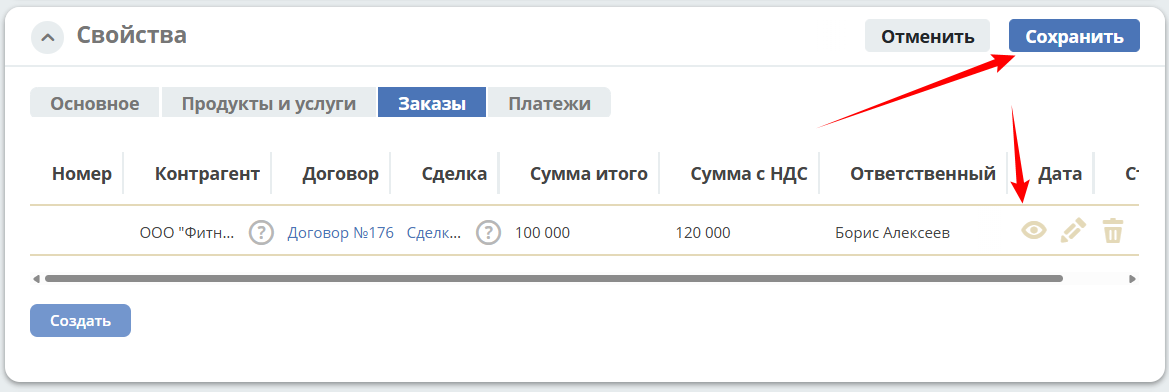 Свойства
Отменить
Сохранить
Основное
Продукты и услуги
Заказы
Платежи
Номер Контрагент Договор Сделка Сумма итого Сумма с НДС Ответственный Дата Ст
ООО "Фитн... ? Договор №176 Сделк... ? 100 000 120 000 Борис Алексеев
Создать